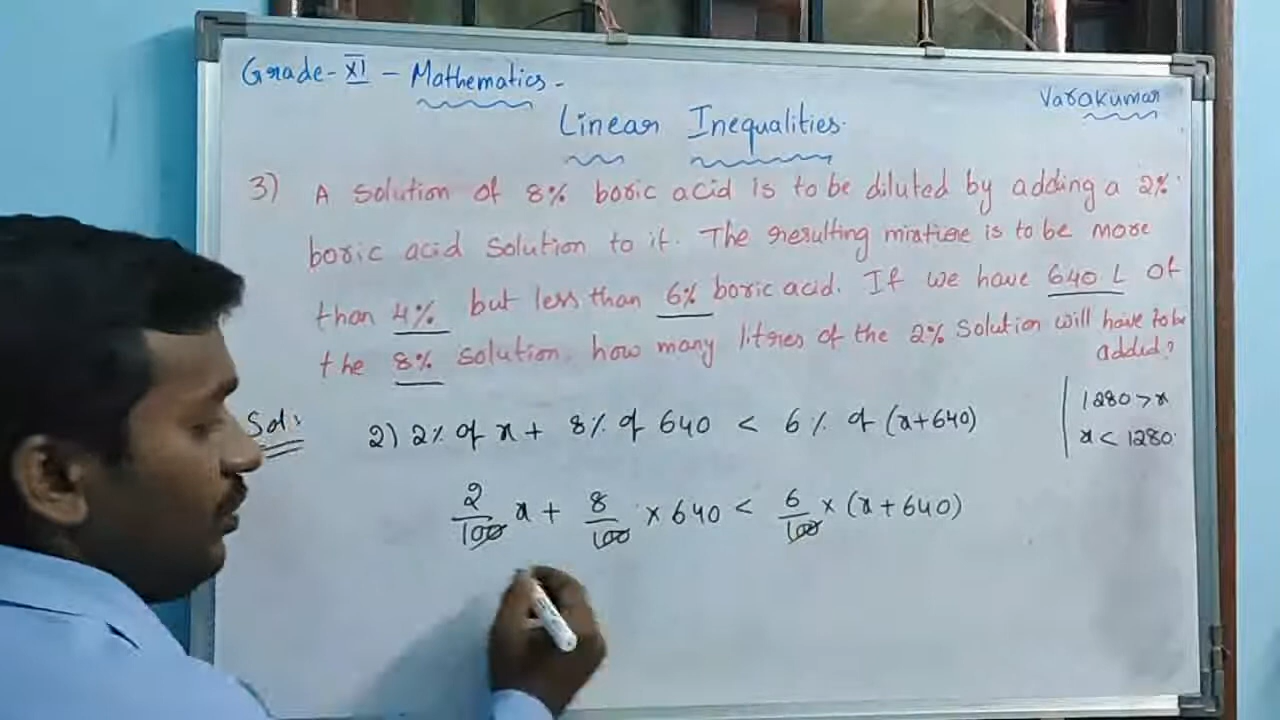 Grade - XI - Mathematics -
Varakumar
Linear Inequalities.
3) A solution of 8% boric acid is to be diluted by adding a 2%
boric acid solution to it. The resulting mixture is to be more
than 4% but less than 6% boric acid. If we have 640 L of
the 8% solution, how many litres of the 2% solution will have to be
added?
Sol:
2) 2% of x + 8% of 640 < 6% of (x+640)
1280 > x
x < 1280.
2/100 x + 8/100 × 640 < 6/100 × (x + 640)